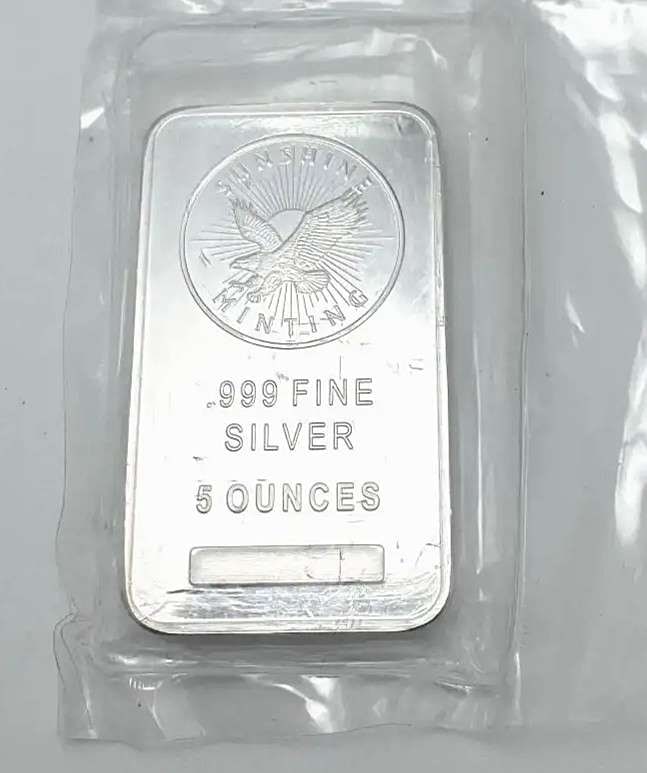 SUNSHINE
MINTING
.999 FINE
SILVER
5 OUNCES